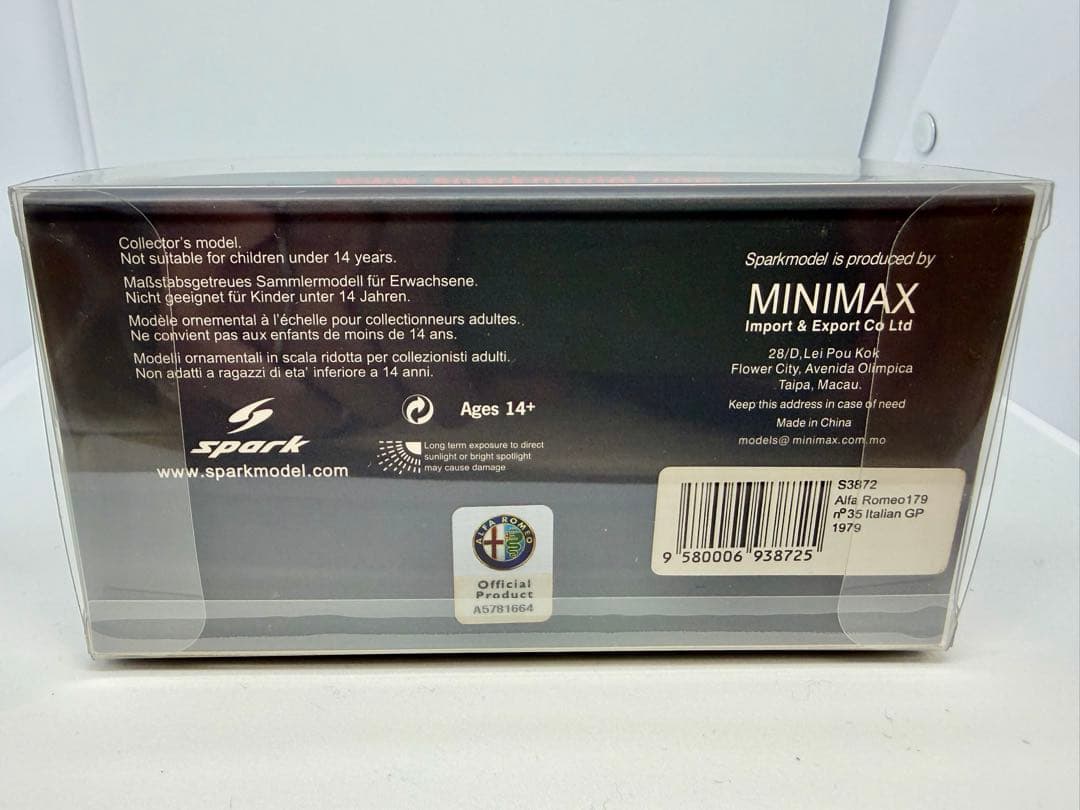 www.sparkmodel.com
Collector's model.
Not suitable for children under 14 years.
Maßstabsgetreues Sammlermodell für Erwachsene.
Nicht geeignet für Kinder unter 14 Jahren.
Modèle ornemental à l'échelle pour collectionneurs adultes.
Ne convient pas aux enfants de moins de 14 ans.
Modelli ornamentali in scala ridotta per collezionisti adulti.
Non adatti a ragazzi di eta' inferiore a 14 anni.
spark
www.sparkmodel.com
Ages 14+
Long term exposure to direct
sunlight or bright spotlight
may cause damage
Sparkmodel is produced by
MINIMAX
Import & Export Co Ltd
28/D,Lei Pou Kok
Flower City, Avenida Olimpica
Taipa, Macau.
Keep this address in case of need
Made in China
models@minimax.com.mo
ALFA ROMEO
Official
Product
A5781664
S3872
Alfa Romeo179
nº35 Italian GP
1979
9 580006 938725